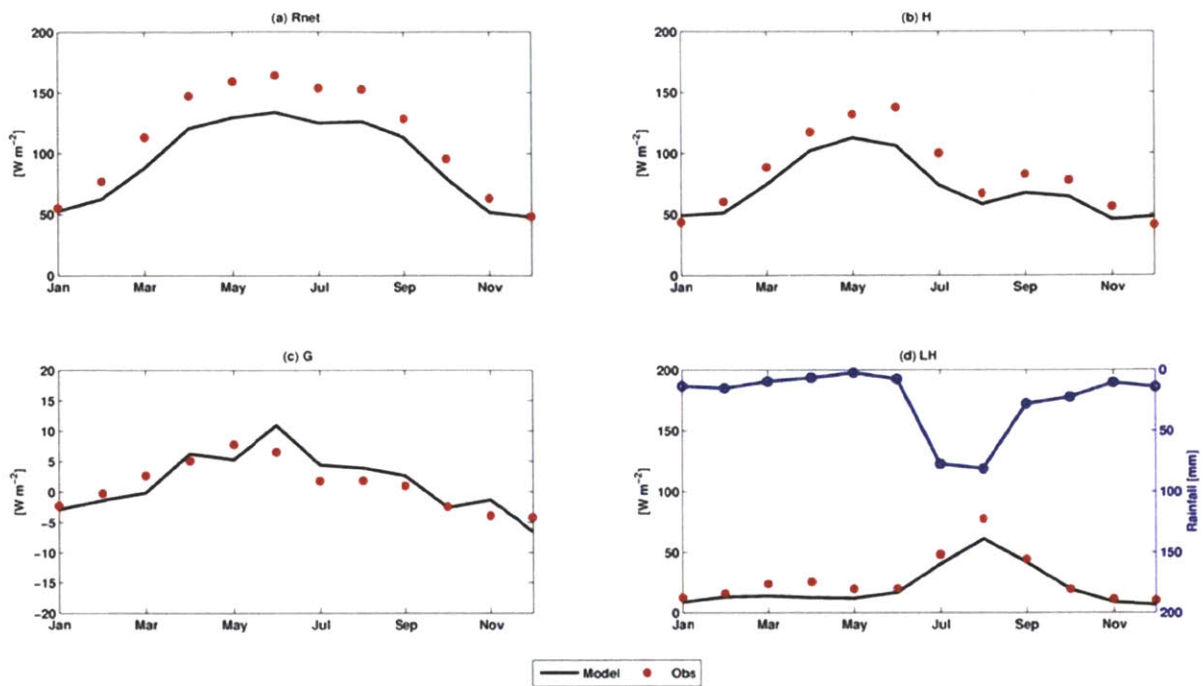 (a) Rnet
200
150
100
50
0
[W m⁻²]
Jan Mar May Jul Sep Nov
(b) H
200
150
100
50
0
[W m⁻²]
Jan Mar May Jul Sep Nov
(c) G
20
15
10
5
0
−5
−10
−15
−20
[W m⁻²]
Jan Mar May Jul Sep Nov
(d) LH
200
150
100
50
0
[W m⁻²]
0
50
100
150
200
Rainfall [mm]
Jan Mar May Jul Sep Nov
Model Obs